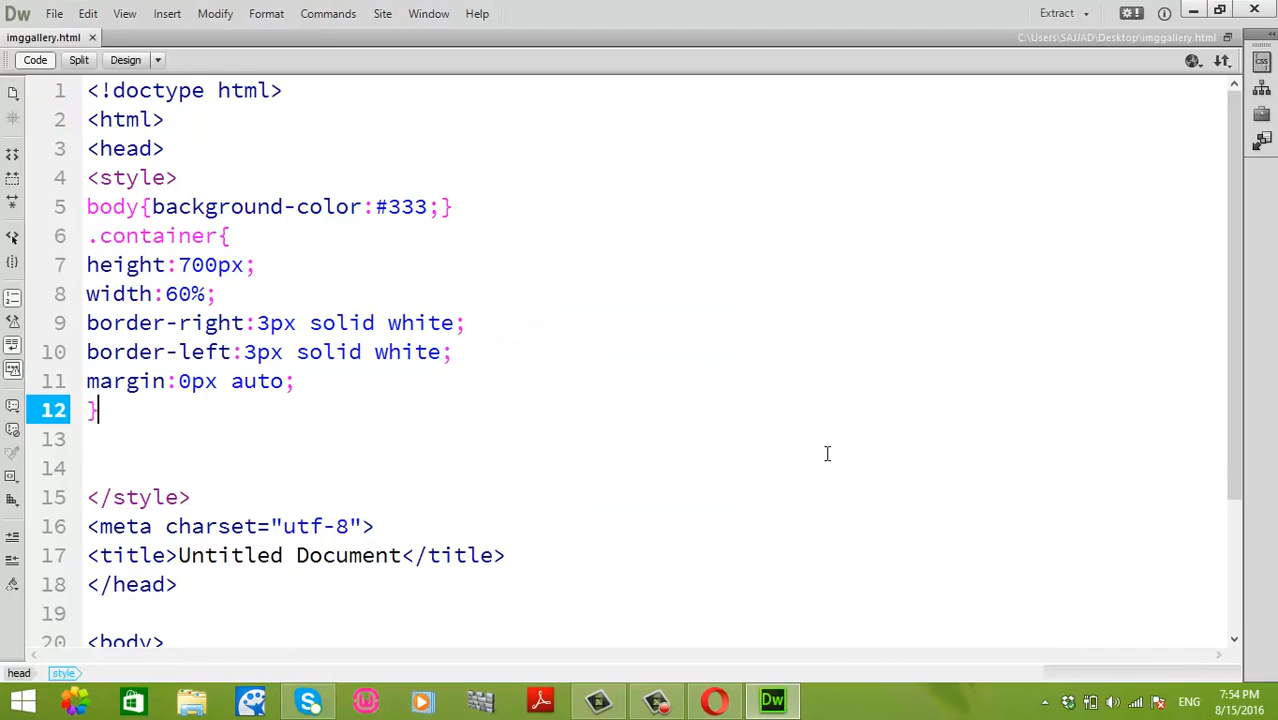 Dw File Edit View Insert Modify Format Commands Site Window Help Extract
imggallery.html C:\Users\SAJJAD\Desktop\imggallery.html
Code Split Design
1 <!doctype html>
2 <html>
3 <head>
4 <style>
5 body{background-color:#333;}
6 .container{
7 height:700px;
8 width:60%;
9 border-right:3px solid white;
10 border-left:3px solid white;
11 margin:0px auto;
12 }
13
14
15 </style>
16 <meta charset="utf-8">
17 <title>Untitled Document</title>
18 </head>
19
20 <body>
head style
Dw ENG 7:54 PM
8/15/2016